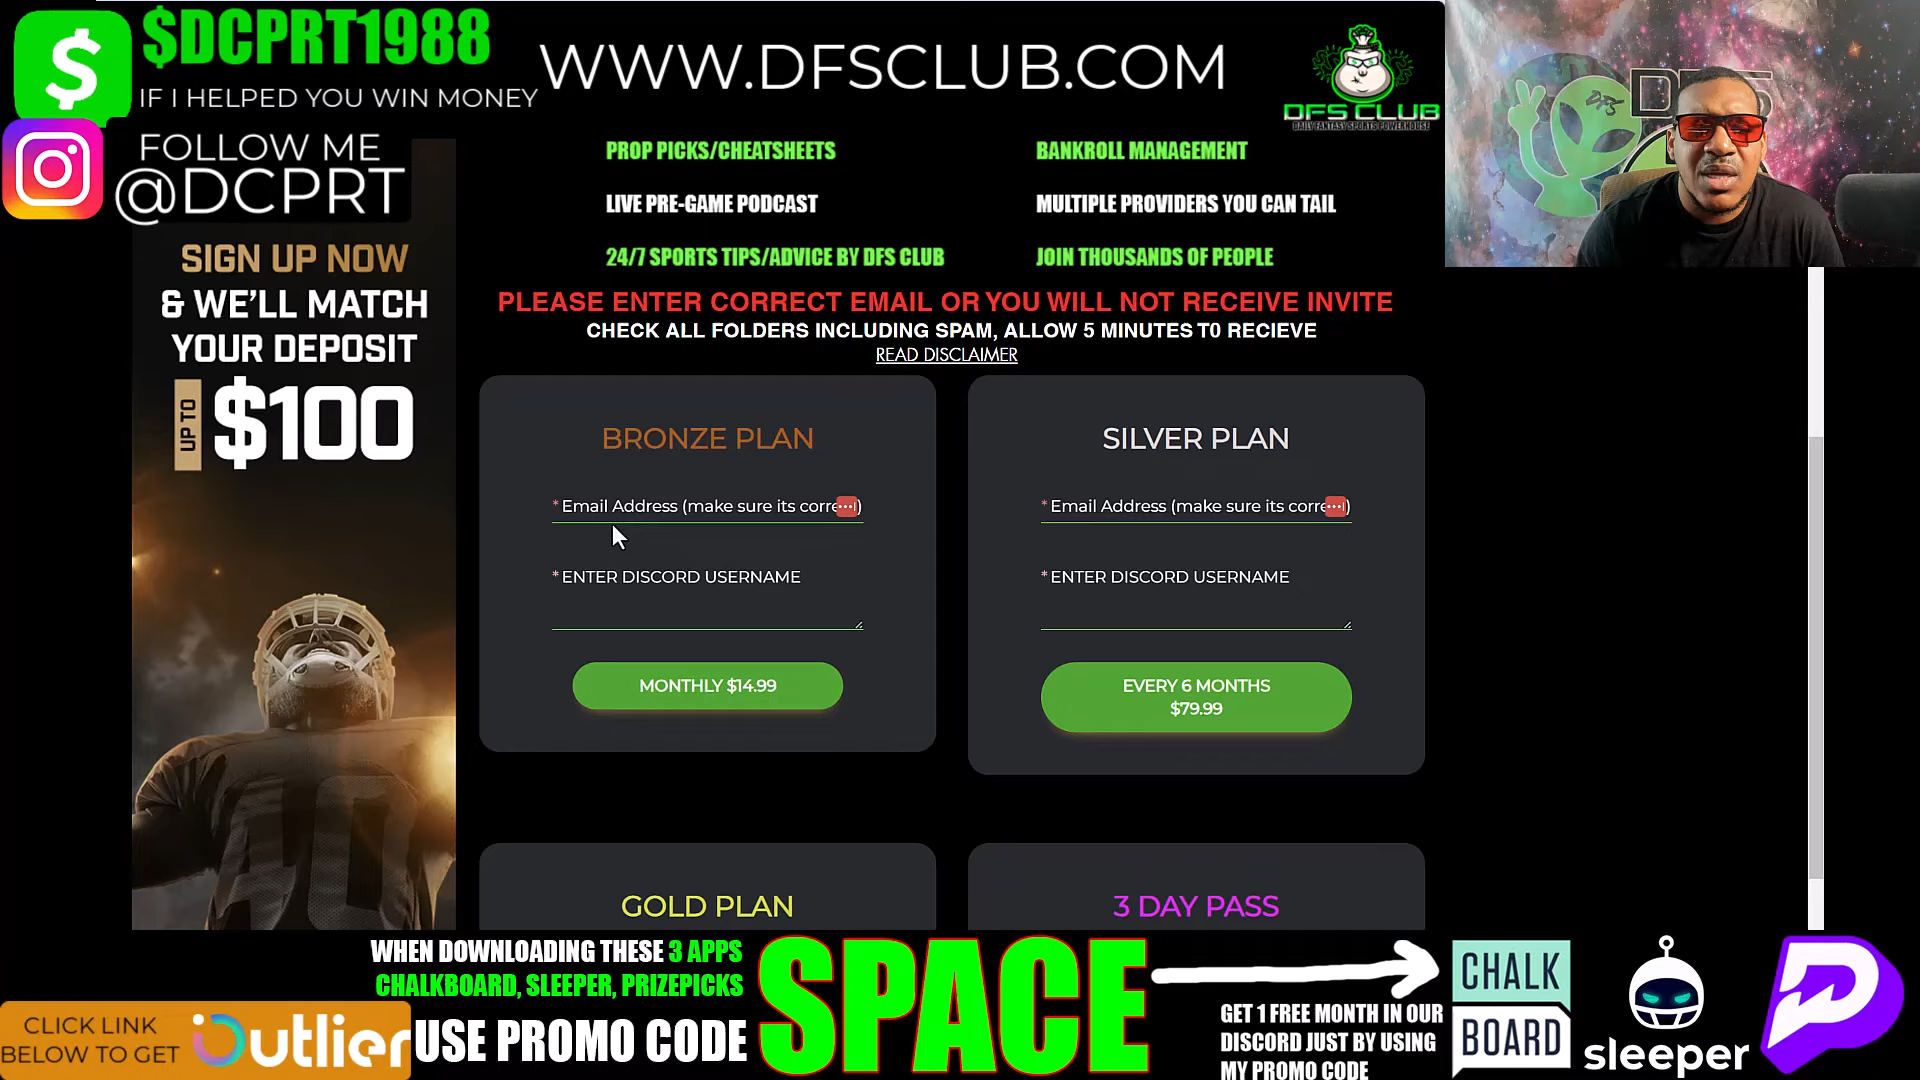 $DCPRT1988
IF I HELPED YOU WIN MONEY
FOLLOW ME
@DCPRT
WWW.DFSCLUB.COM
DFS CLUB
DAILY FANTASY SPORTS POWERHOUSE
DFS
SIGN UP NOW
& WE'LL MATCH
YOUR DEPOSIT
UP TO
$100
PROP PICKS/CHEATSHEETS
BANKROLL MANAGEMENT
LIVE PRE-GAME PODCAST
MULTIPLE PROVIDERS YOU CAN TAIL
24/7 SPORTS TIPS/ADVICE BY DFS CLUB
JOIN THOUSANDS OF PEOPLE
PLEASE ENTER CORRECT EMAIL OR YOU WILL NOT RECEIVE INVITE
CHECK ALL FOLDERS INCLUDING SPAM, ALLOW 5 MINUTES T0 RECIEVE
READ DISCLAIMER
BRONZE PLAN
* Email Address (make sure its corre)
* ENTER DISCORD USERNAME
MONTHLY $14.99
SILVER PLAN
* Email Address (make sure its corre)
* ENTER DISCORD USERNAME
EVERY 6 MONTHS
$79.99
GOLD PLAN
3 DAY PASS
WHEN DOWNLOADING THESE 3 APPS
CHALKBOARD, SLEEPER, PRIZEPICKS
USE PROMO CODE
SPACE
CLICK LINK
BELOW TO GET
Outlier
GET 1 FREE MONTH IN OUR
DISCORD JUST BY USING
MY PROMO CODE
CHALK
BOARD
sleeper